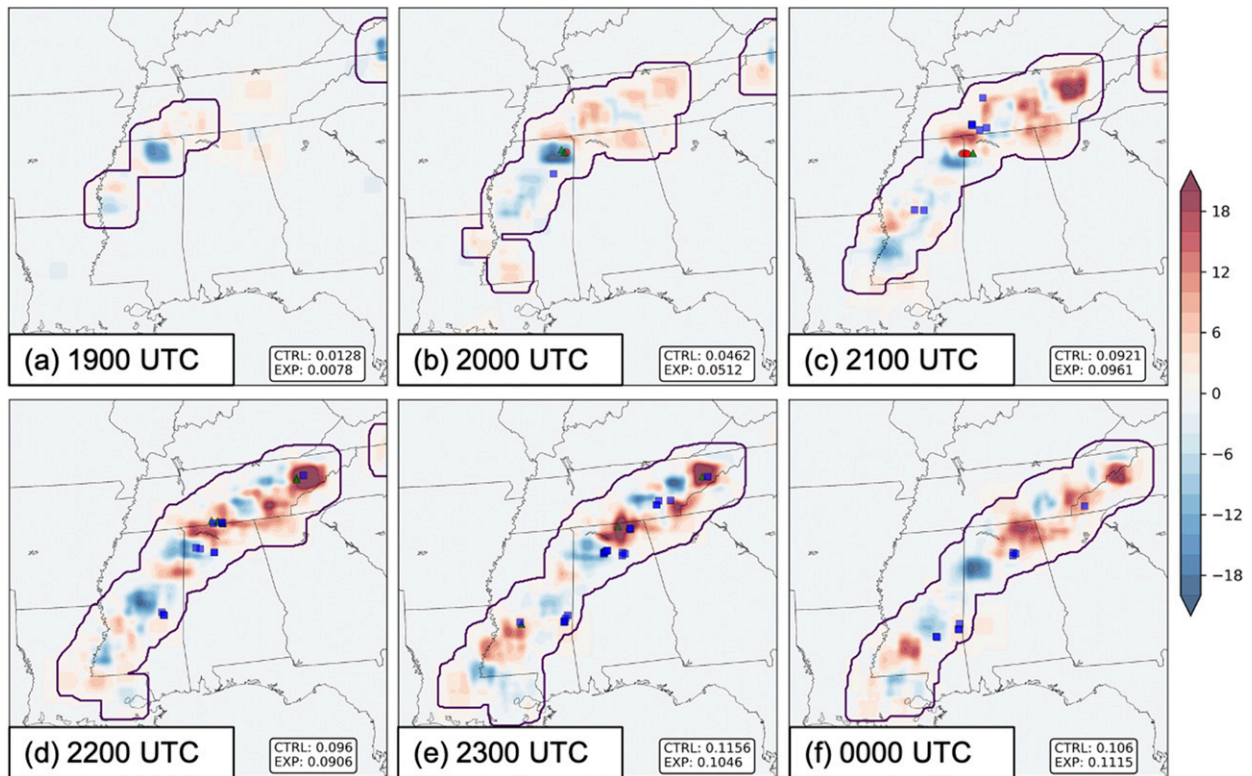 (a) 1900 UTC
CTRL: 0.0128
EXP: 0.0078
(b) 2000 UTC
CTRL: 0.0462
EXP: 0.0512
(c) 2100 UTC
CTRL: 0.0921
EXP: 0.0961
18
12
6
0
−6
−12
−18
(d) 2200 UTC
CTRL: 0.096
EXP: 0.0906
(e) 2300 UTC
CTRL: 0.1156
EXP: 0.1046
(f) 0000 UTC
CTRL: 0.106
EXP: 0.1115